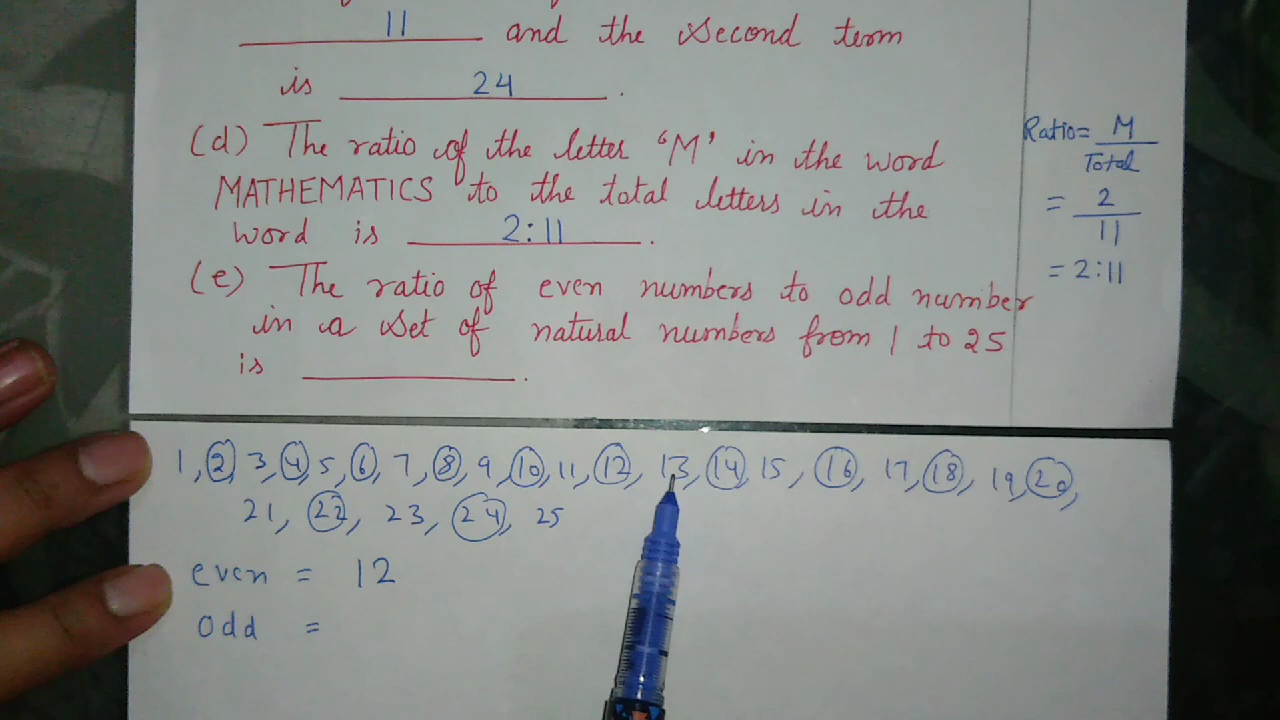 11 and the second term
is 24.
(d) The ratio of the letter 'M' in the word
MATHEMATICS to the total letters in the
word is 2:11.
(e) The ratio of even numbers to odd number
in a set of natural numbers from 1 to 25
is .
Ratio= M
Total
= 2
11
= 2:11
1, 2, 3, 4, 5, 6, 7, 8, 9, 10, 11, 12, 13, 14, 15, 16, 17, 18, 19, 20,
21, 22, 23, 24, 25
even = 12
odd =